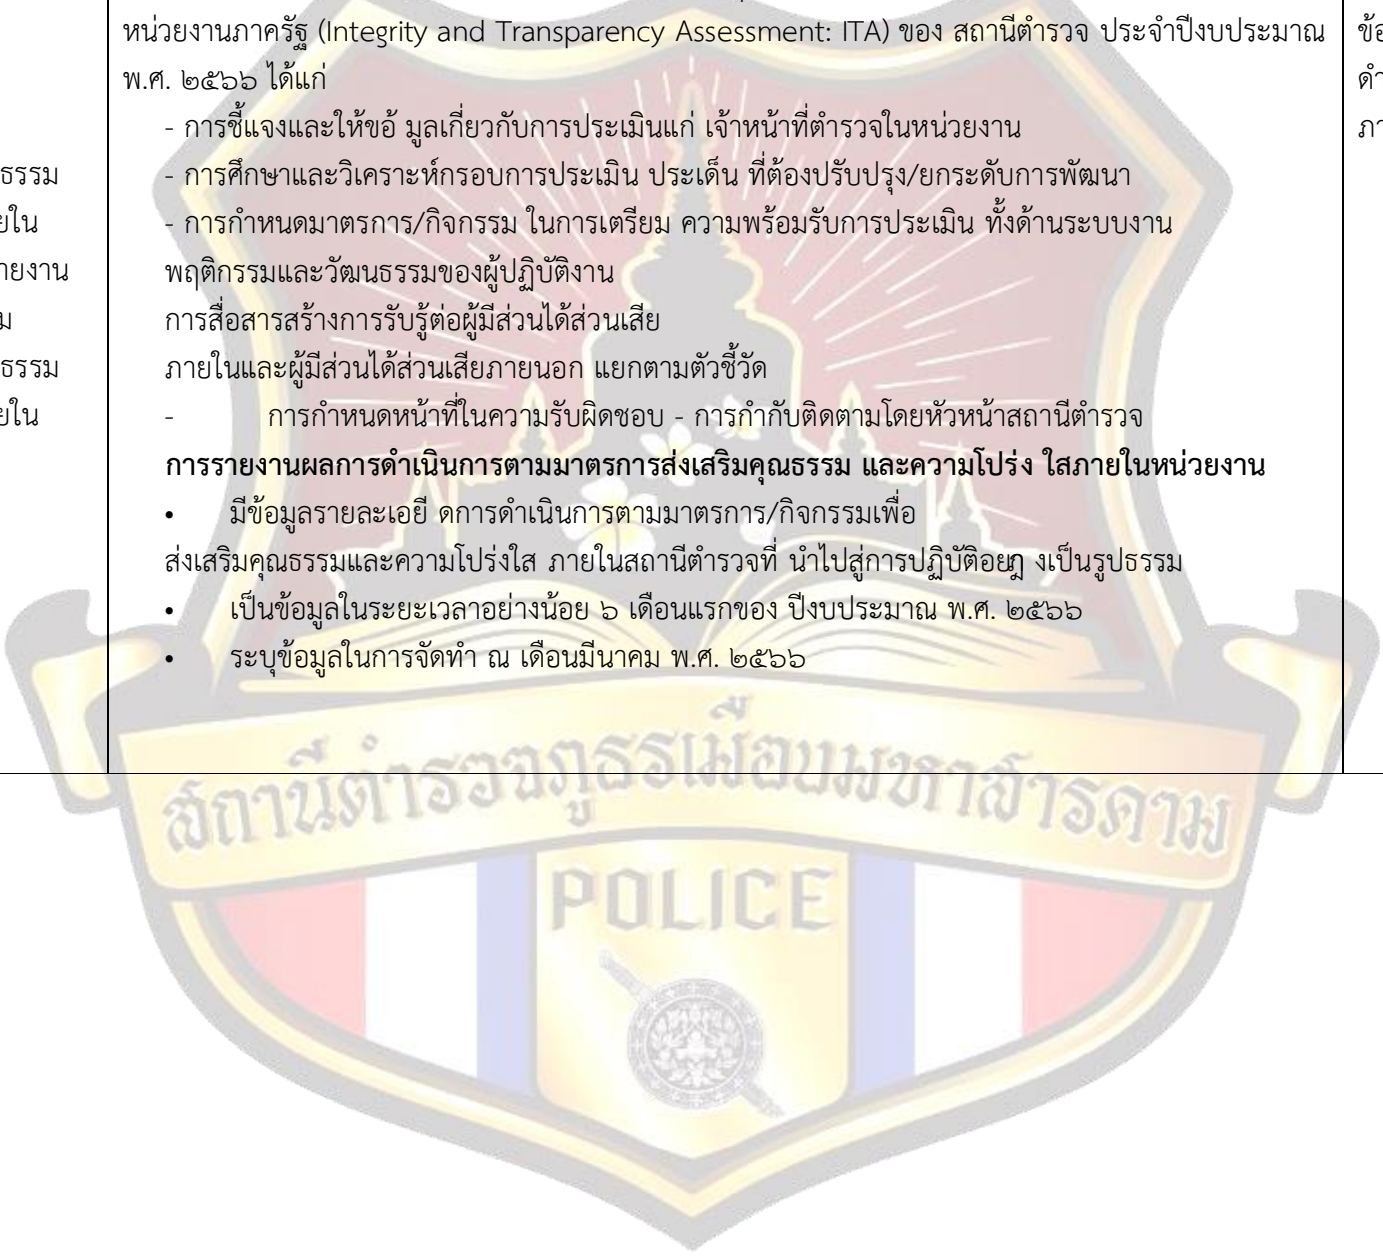 หน่วยงานภาครัฐ (Integrity and Transparency Assessment: ITA) ของ สถานีตำรวจ ประจำปีงบประมาณ
พ.ศ. ๒๕๖๖ ได้แก่
- การชี้แจงและให้ขอ้ มูลเกี่ยวกับการประเมินแก่ เจ้าหน้าที่ตำรวจในหน่วยงาน
- การศึกษาและวิเคราะห์กรอบการประเมิน ประเด็น ที่ต้องปรับปรุง/ยกระดับการพัฒนา
- การกำหนดมาตรการ/กิจกรรม ในการเตรียม ความพร้อมรับการประเมิน ทั้งด้านระบบงาน
พฤติกรรมและวัฒนธรรมของผู้ปฏิบัติงาน
การสื่อสารสร้างการรับรู้ต่อผู้มีส่วนได้ส่วนเสีย
ภายในและผู้มีส่วนได้ส่วนเสียภายนอก แยกตามตัวชี้วัด
- การกำหนดหน้าที่ในความรับผิดชอบ - การกำกับติดตามโดยหัวหน้าสถานีตำรวจ
การรายงานผลการดำเนินการตามมาตรการส่งเสริมคุณธรรม และความโปร่ง ใสภายในหน่วยงาน
• มีข้อมูลรายละเอยี ดการดำเนินการตามมาตรการ/กิจกรรมเพื่อ
ส่งเสริมคุณธรรมและความโปร่งใส ภายในสถานีตำรวจที่ นำไปสู่การปฏิบัติ งเป็นรูปธรรม
• เป็นข้อมูลในระยะเวลาอย่างน้อย ๖ เดือนแรกของ ปีงบประมาณ พ.ศ. ๒๕๖๖
• ระบุข้อมูลในการจัดทำ ณ เดือนมีนาคม พ.ศ. ๒๕๖๖
ธรรม
ยใน
ายงาน
ม
ธรรม
ยใน
ข้อ
ดำ
ภา
สถานีตำรวจภูธรเมืองมหาสารคาม
POLICE